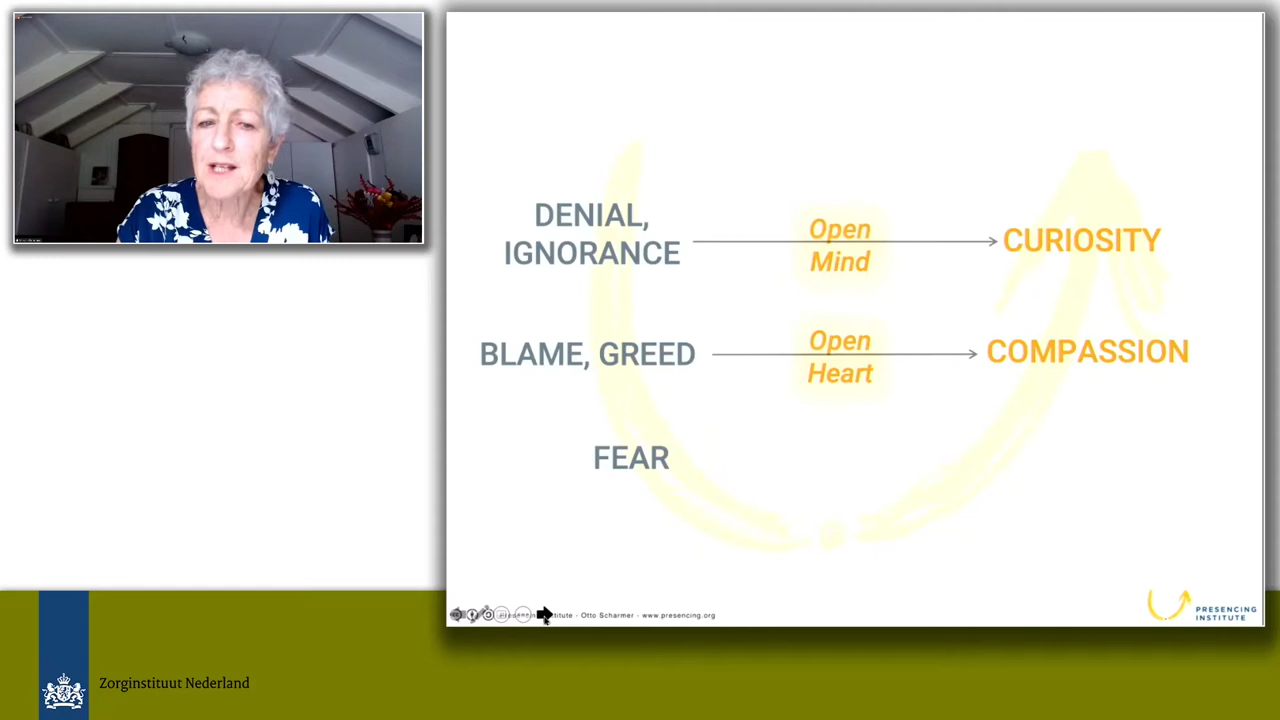 DENIAL,
IGNORANCE
Open
Mind
CURIOSITY
BLAME, GREED
Open
Heart
COMPASSION
FEAR
Otto Scharmer - www.presencing.org
PRESENCING
INSTITUTE
Zorginstituut Nederland